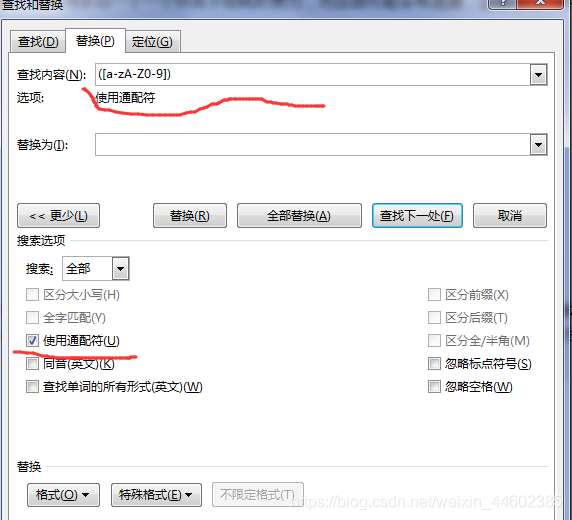 查找和替换
查找(D) 替换(P) 定位(G)
查找内容(N): ([a-zA-Z0-9])
选项: 使用通配符
替换为(I):
<< 更少(L) 替换(R) 全部替换(A) 查找下一处(F) 取消
搜索选项
搜索: 全部
区分大小写(H) 区分前缀(X)
全字匹配(Y) 区分后缀(T)
使用通配符(U) 区分全/半角(M)
同音(英文)(K) 忽略标点符号(S)
查找单词的所有形式(英文)(W) 忽略空格(W)
替换
格式(O) 特殊格式(E) 不限定格式(T)
https://blog.csdn.net/weixin_44602385